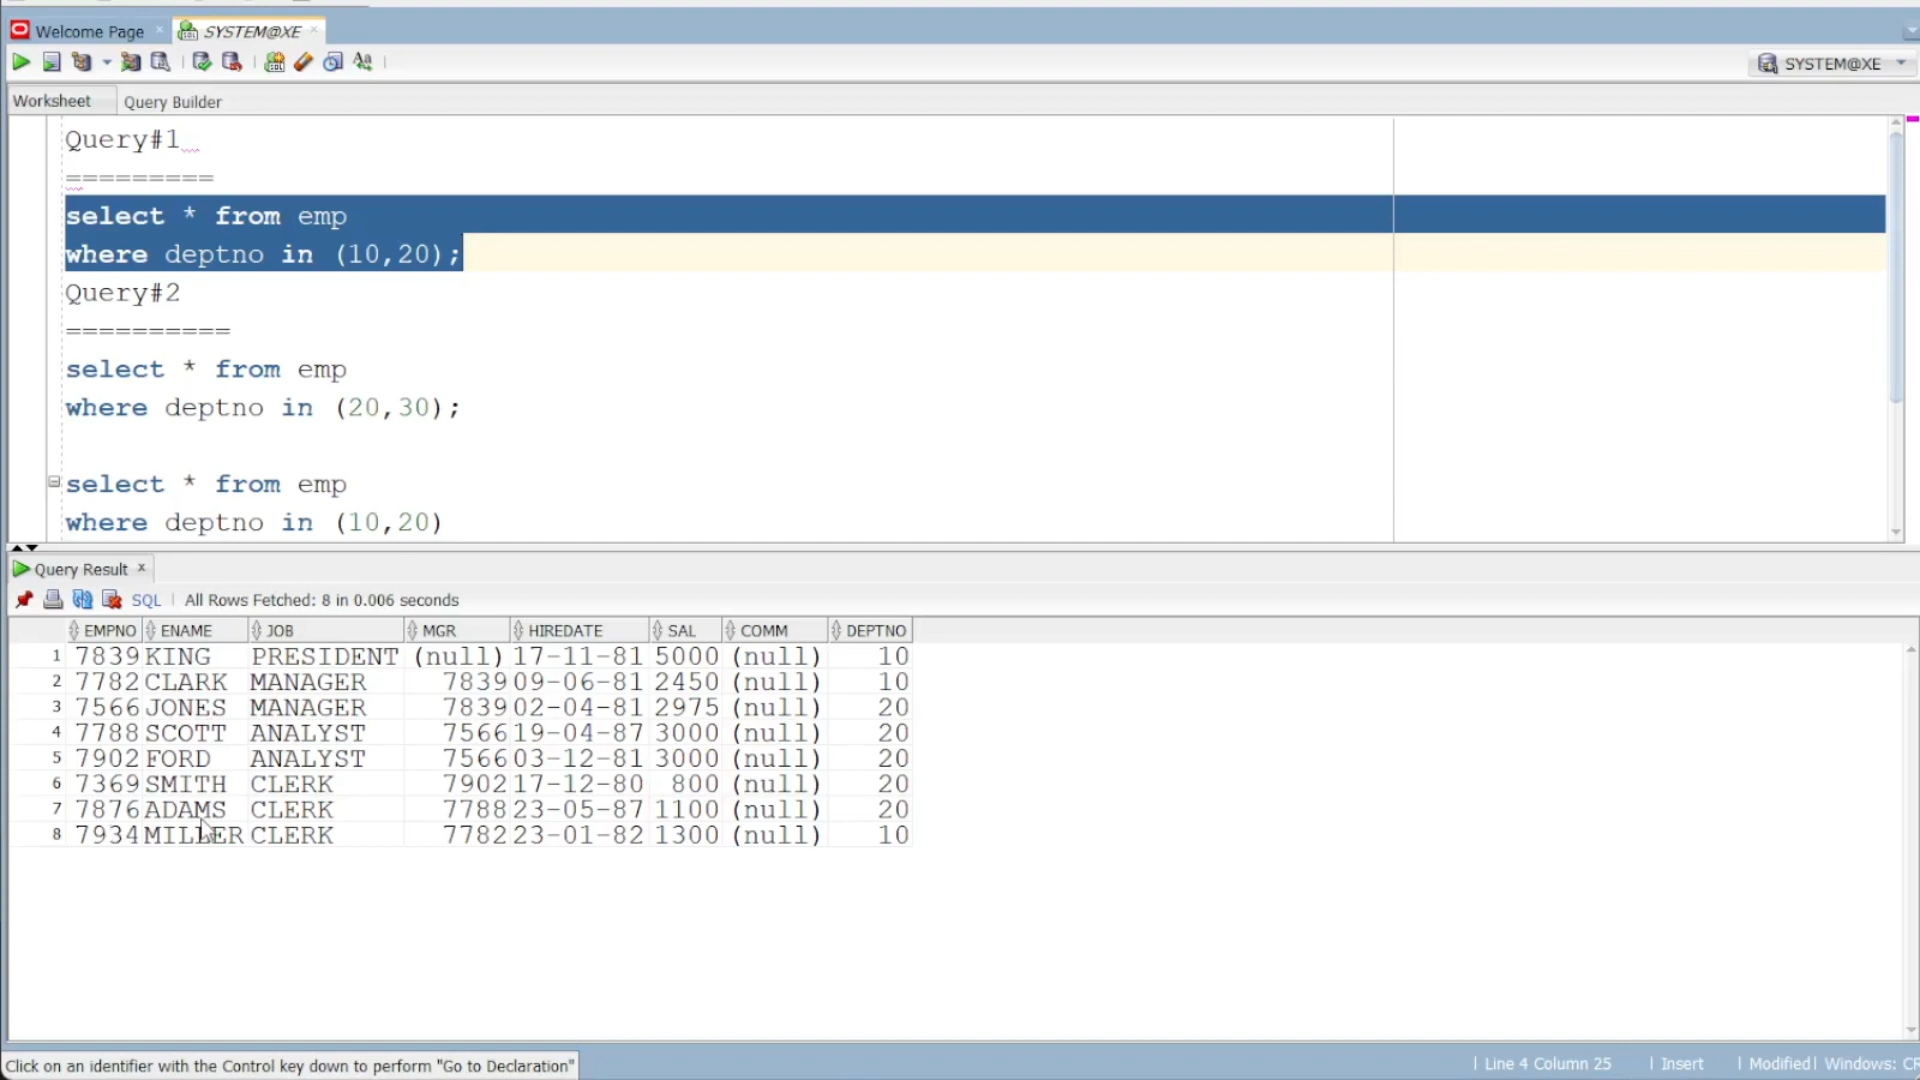 Welcome Page
SYSTEM@XE
SYSTEM@XE
Worksheet
Query Builder
Query#1
=========
select * from emp
where deptno in (10,20);
Query#2
==========
select * from emp
where deptno in (20,30);
select * from emp
where deptno in (10,20)
Query Result
SQL | All Rows Fetched: 8 in 0.006 seconds
EMPNO ENAME JOB MGR HIREDATE SAL COMM DEPTNO
1 7839 KING PRESIDENT (null) 17-11-81 5000 (null) 10
2 7782 CLARK MANAGER 7839 09-06-81 2450 (null) 10
3 7566 JONES MANAGER 7839 02-04-81 2975 (null) 20
4 7788 SCOTT ANALYST 7566 19-04-87 3000 (null) 20
5 7902 FORD ANALYST 7566 03-12-81 3000 (null) 20
6 7369 SMITH CLERK 7902 17-12-80 800 (null) 20
7 7876 ADAMS CLERK 7788 23-05-87 1100 (null) 20
8 7934 MILLER CLERK 7782 23-01-82 1300 (null) 10
Click on an identifier with the Control key down to perform "Go to Declaration"
| Line 4 Column 25 | Insert | Modified | Windows: CR